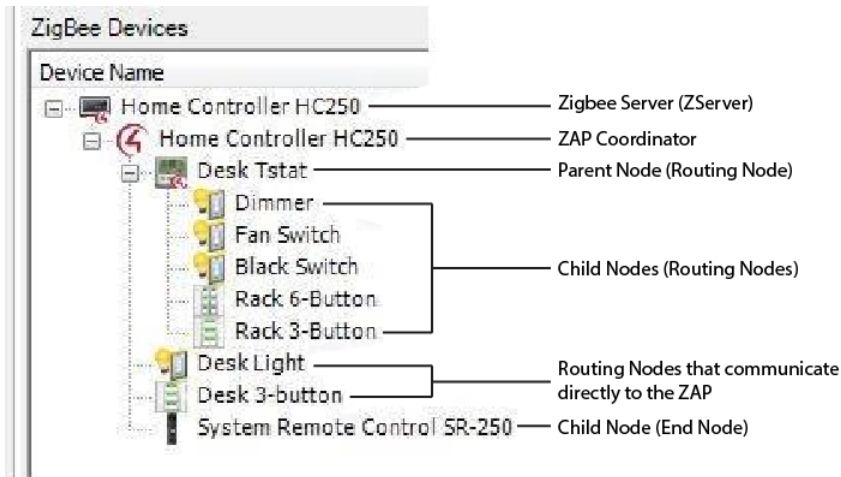 ZigBee Devices
Device Name
Home Controller HC250
Zigbee Server (ZServer)
Home Controller HC250
ZAP Coordinator
Desk Tstat
Parent Node (Routing Node)
Dimmer
Fan Switch
Black Switch
Child Nodes (Routing Nodes)
Rack 6-Button
Rack 3-Button
Desk Light
Routing Nodes that communicate
directly to the ZAP
Desk 3-button
System Remote Control SR-250
Child Node (End Node)